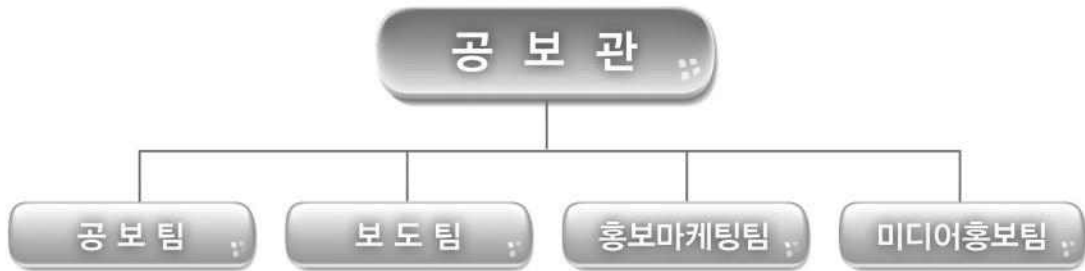 공 보 관
공 보 팀
보 도 팀
홍보마케팅팀
미디어홍보팀